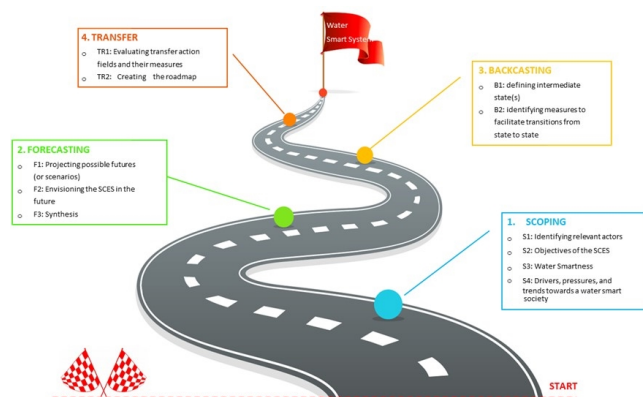 Water
Smart System
4. TRANSFER
TR1: Evaluating transfer action
fields and their measures
TR2: Creating the roadmap
3. BACKCASTING
B1: defining intermediate
state(s)
B2: identifying measures to
facilitate transitions from
state to state
2. FORECASTING
F1: Projecting possible futures
(or scenarios)
F2: Envisioning the SCES in the
future
F3: Synthesis
1. SCOPING
S1: Identifying relevant actors
S2: Objectives of the SCES
S3: Water Smartness
S4: Drivers, pressures, and
trends towards a water smart
society
START